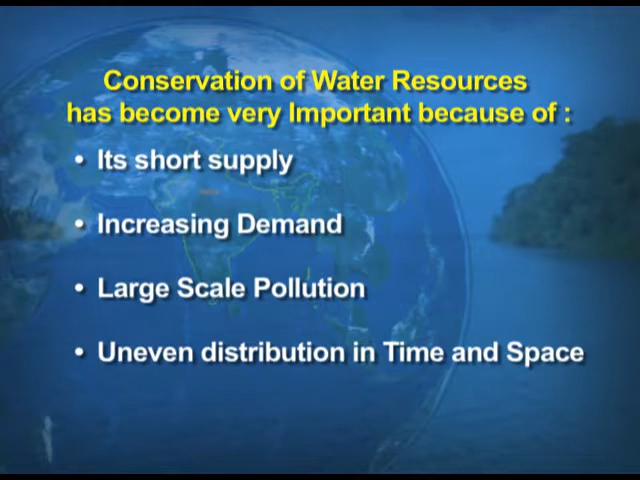 Conservation of Water Resources
has become very Important because of :
• Its short supply
• Increasing Demand
• Large Scale Pollution
• Uneven distribution in Time and Space